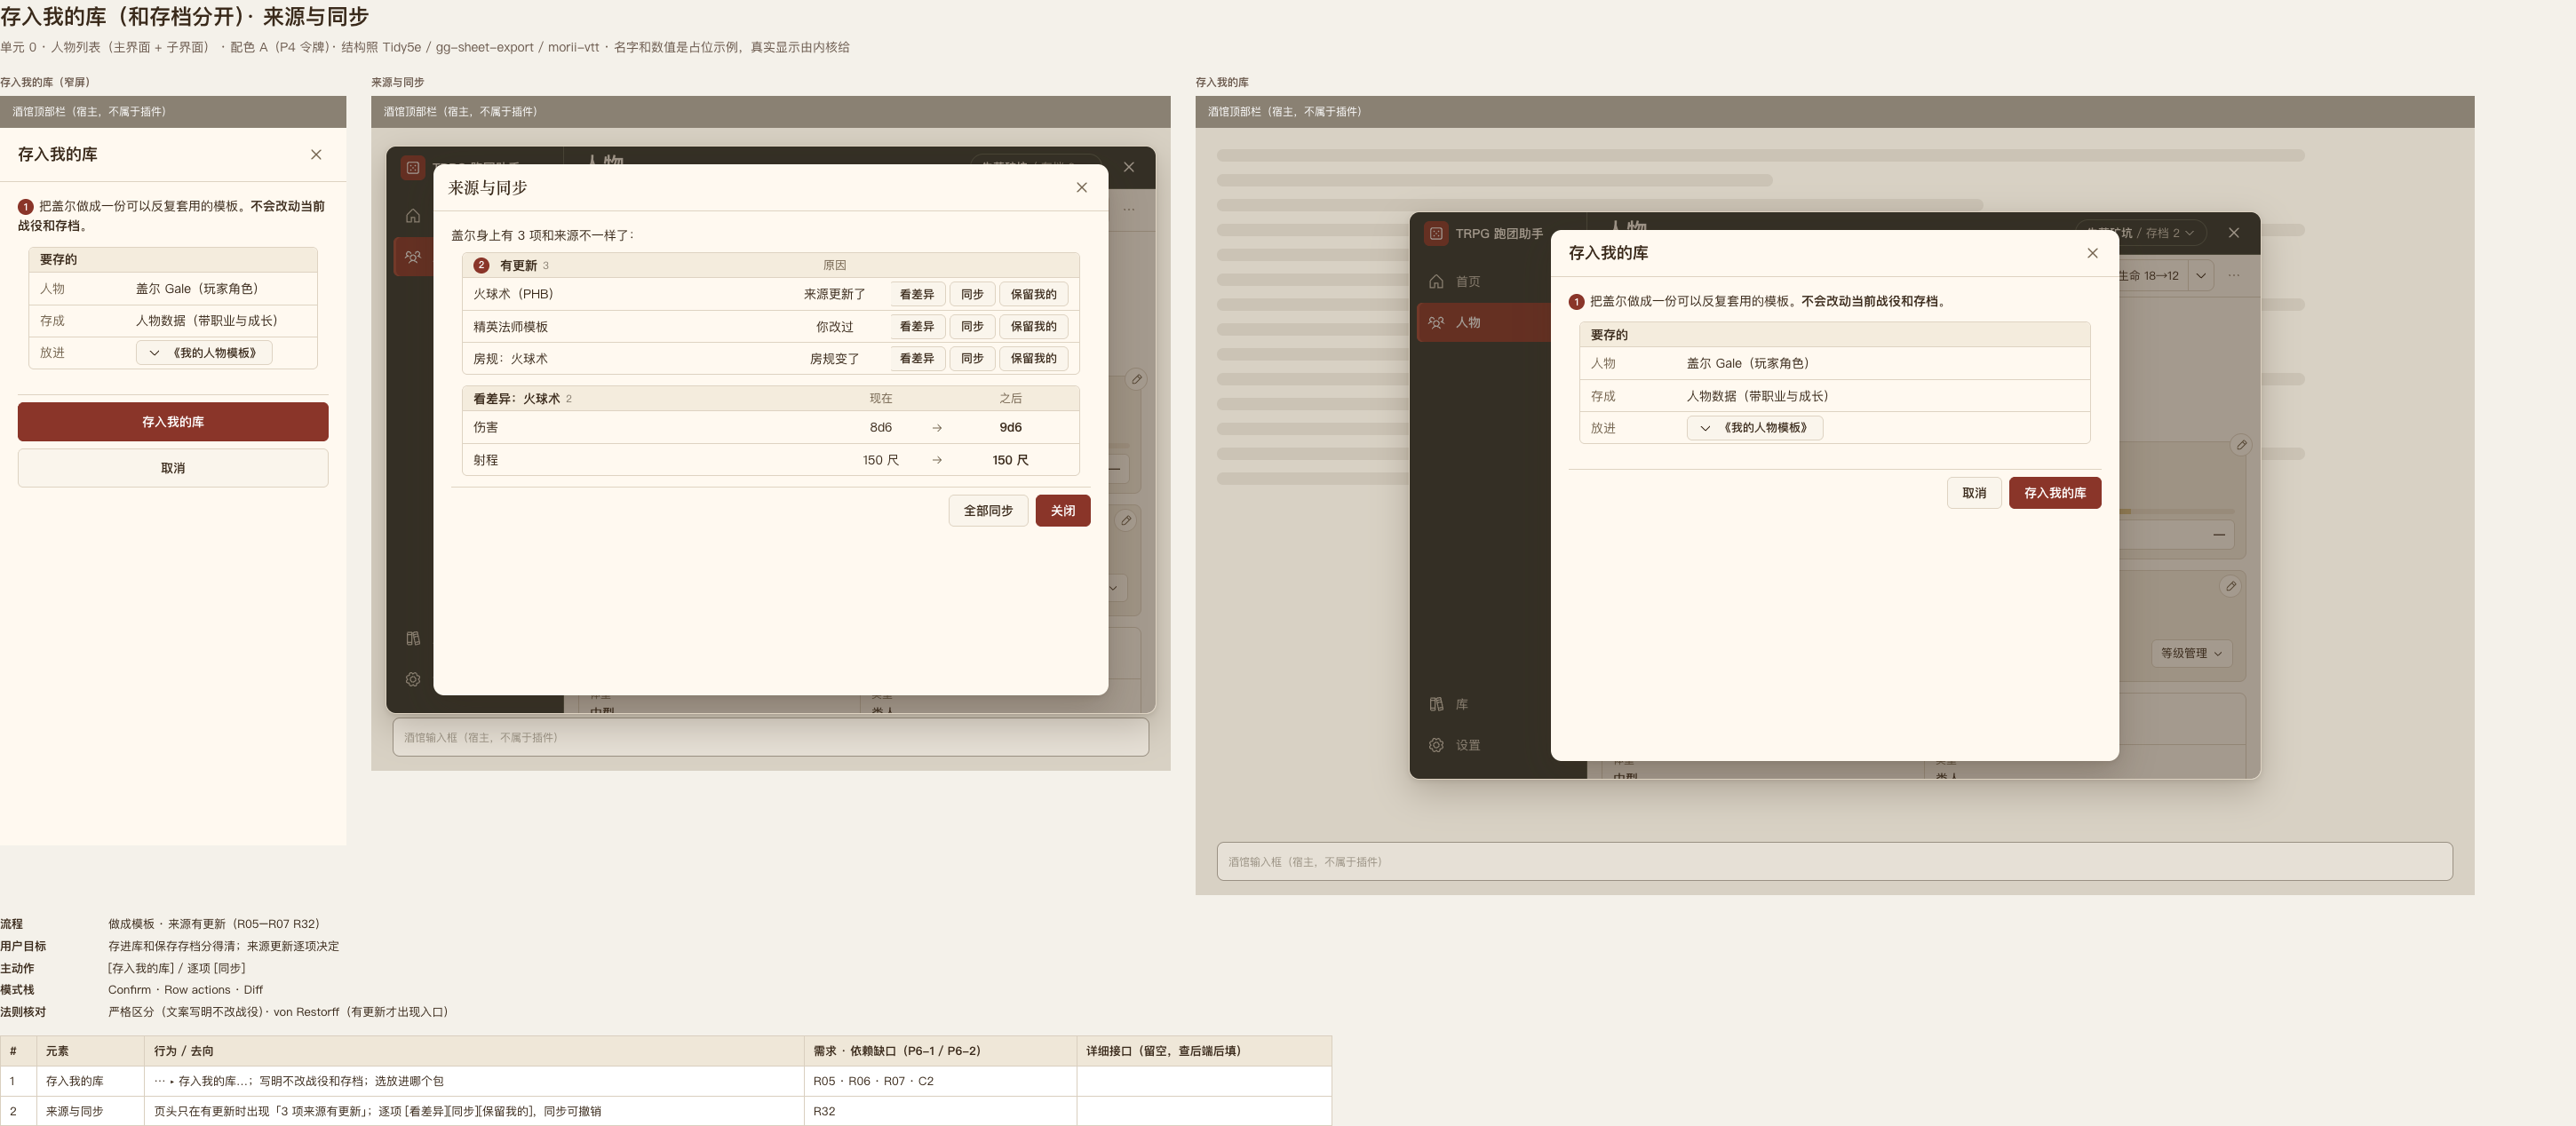 存入我的库（和存档分开）· 来源与同步
单元 0 · 人物列表（主界面 + 子界面） · 配色 A（P4 令牌）· 结构照 Tidy5e / gg-sheet-export / morii-vtt · 名字和数值是占位示例，真实显示由内核给
存入我的库（窄屏）
酒馆顶部栏（宿主，不属于插件）
存入我的库
1 把盖尔做成一份可以反复套用的模板。不会改动当前
战役和存档。
要存的
人物 盖尔 Gale（玩家角色）
存成 人物数据（带职业与成长）
放进 《我的人物模板》
存入我的库
取消
来源与同步
酒馆顶部栏（宿主，不属于插件）
来源与同步
盖尔身上有 3 项和来源不一样了：
2 有更新 3 原因
火球术（PHB） 来源更新了 看差异 同步 保留我的
精英法师模板 你改过 看差异 同步 保留我的
房规：火球术 房规变了 看差异 同步 保留我的
看差异：火球术 2 现在 之后
伤害 8d6 → 9d6
射程 150 尺 → 150 尺
全部同步 关闭
酒馆输入框（宿主，不属于插件）
存入我的库
酒馆顶部栏（宿主，不属于插件）
TRPG 跑团助手
坑 / 存档 2
首页
生命 18→12
人物
存入我的库
1 把盖尔做成一份可以反复套用的模板。不会改动当前战役和存档。
要存的
人物 盖尔 Gale（玩家角色）
存成 人物数据（带职业与成长）
放进 《我的人物模板》
取消 存入我的库
等级管理
库
设置
酒馆输入框（宿主，不属于插件）
流程 做成模板 · 来源有更新（R05—R07 R32）
用户目标 存进库和保存存档分得清；来源更新逐项决定
主动作 [存入我的库] / 逐项 [同步]
模式栈 Confirm · Row actions · Diff
法则核对 严格区分（文案写明不改战役）· von Restorff（有更新才出现入口）
# 元素 行为 / 去向 需求 · 依赖缺口（P6-1 / P6-2） 详细接口（留空，查后端后填）
1 存入我的库 ··· ▸ 存入我的库…；写明不改战役和存档；选放进哪个包 R05 · R06 · R07 · C2
2 来源与同步 页头只在有更新时出现「3 项来源有更新」；逐项 [看差异][同步][保留我的]，同步可撤销 R32